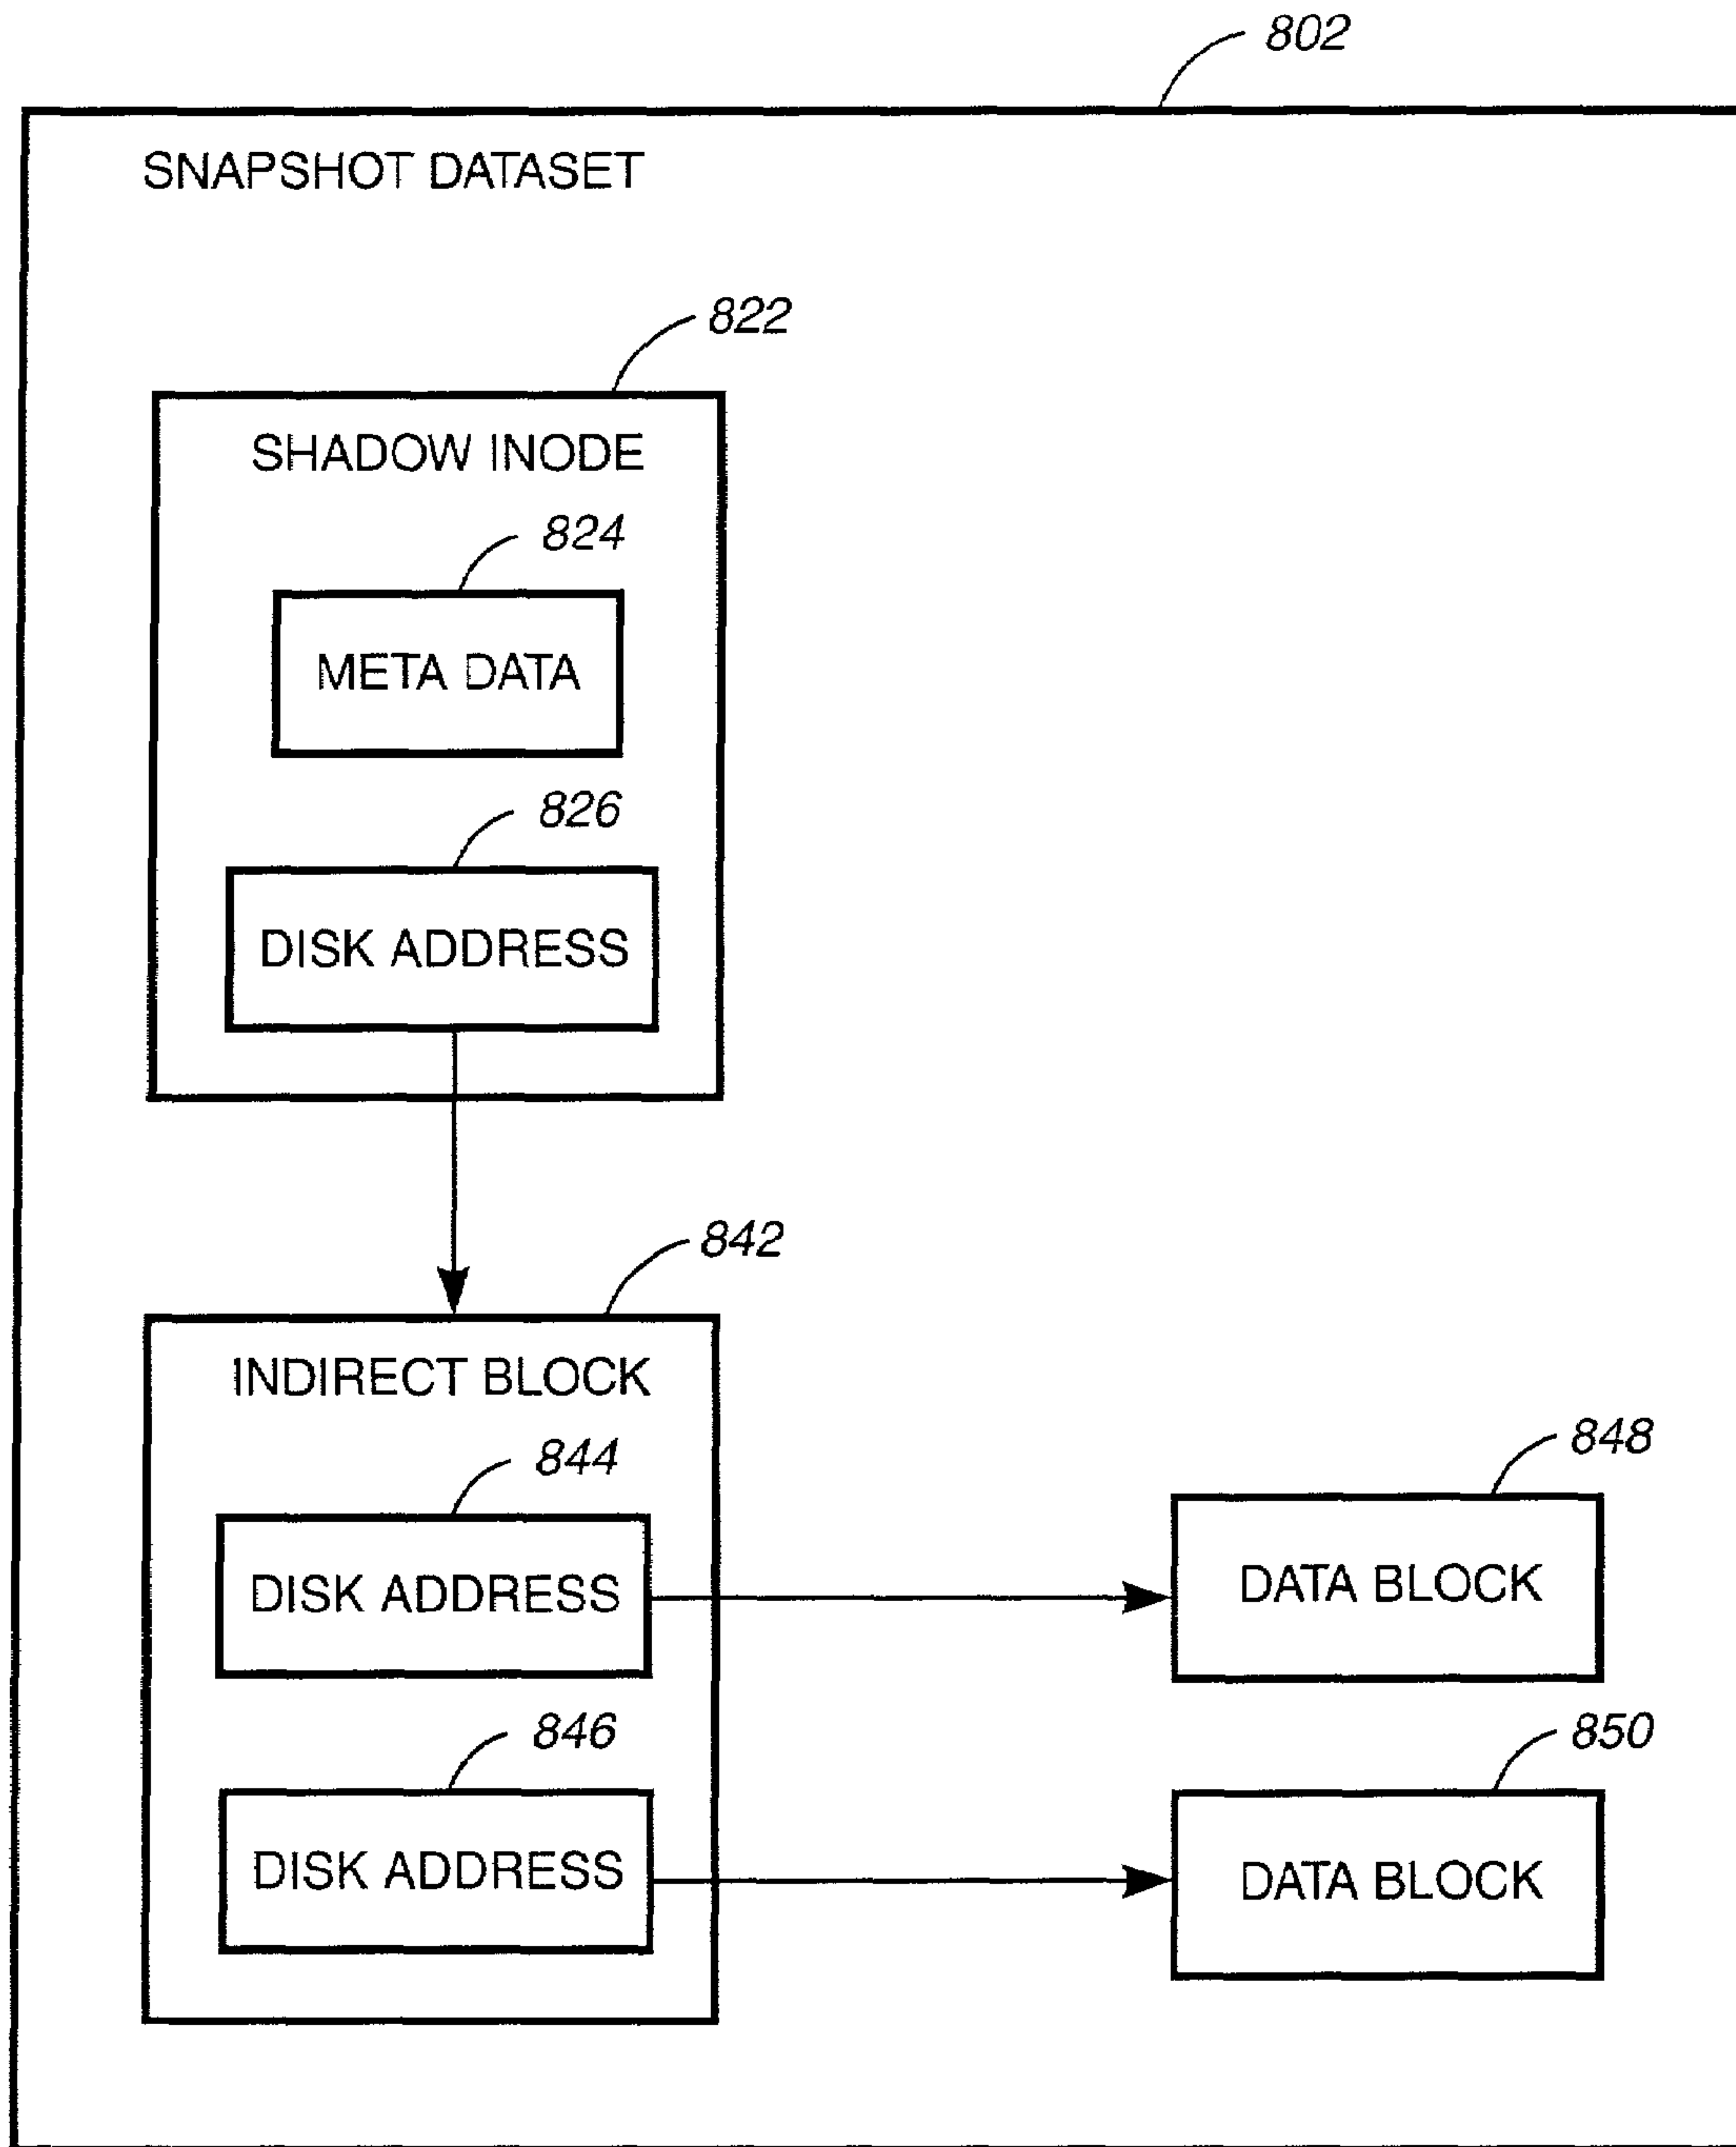 802
SNAPSHOT DATASET
822
SHADOW INODE
824
META DATA
826
DISK ADDRESS
842
INDIRECT BLOCK
844
DISK ADDRESS
848
DATA BLOCK
846
DISK ADDRESS
850
DATA BLOCK